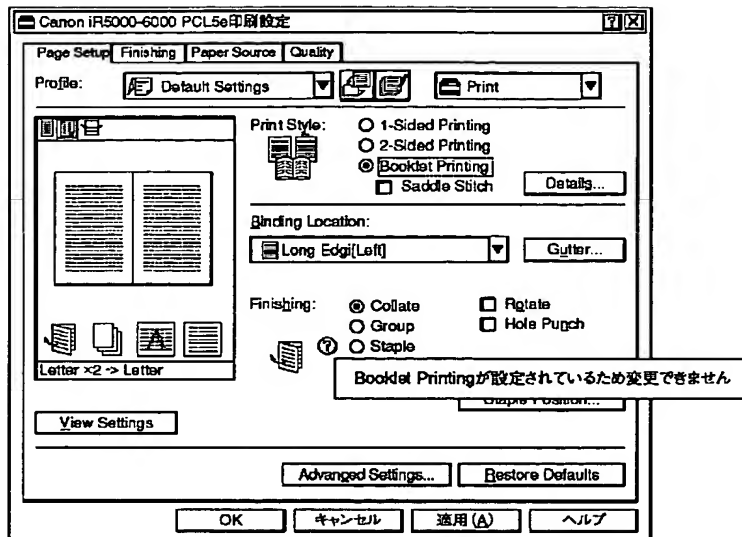 Canon iR5000-6000 PCL5e印刷設定
Page Setup Finishing Paper Source Quality
Profile: Default Settings Print
Print Style: 1-Sided Printing
2-Sided Printing
Booklet Printing
Saddle Stitch Details...
Binding Location:
Long Edgi[Left] Gutter...
Finishing: Collate Rotate
Group Hole Punch
Staple
Letter ×2 -> Letter
Booklet Printingが設定されているため変更できません
Staple Position...
View Settings
Advanced Settings... Restore Defaults
OK キャンセル 適用(A) ヘルプ